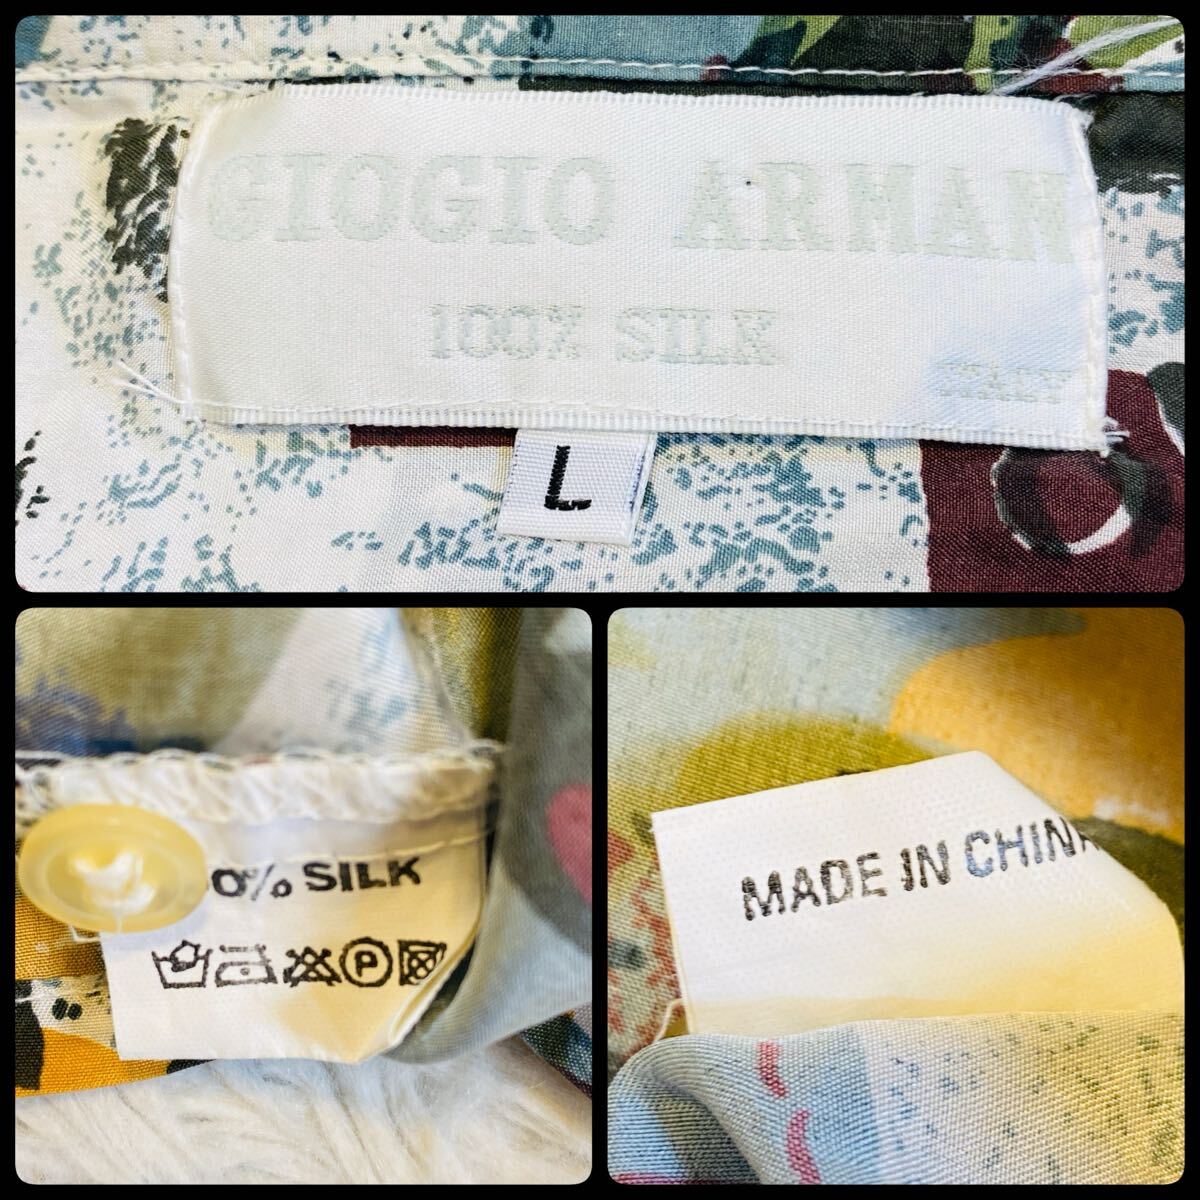 GIOGIO ARMAN
100% SILK
ITALY
L
0% SILK
P
MADE IN CHINA